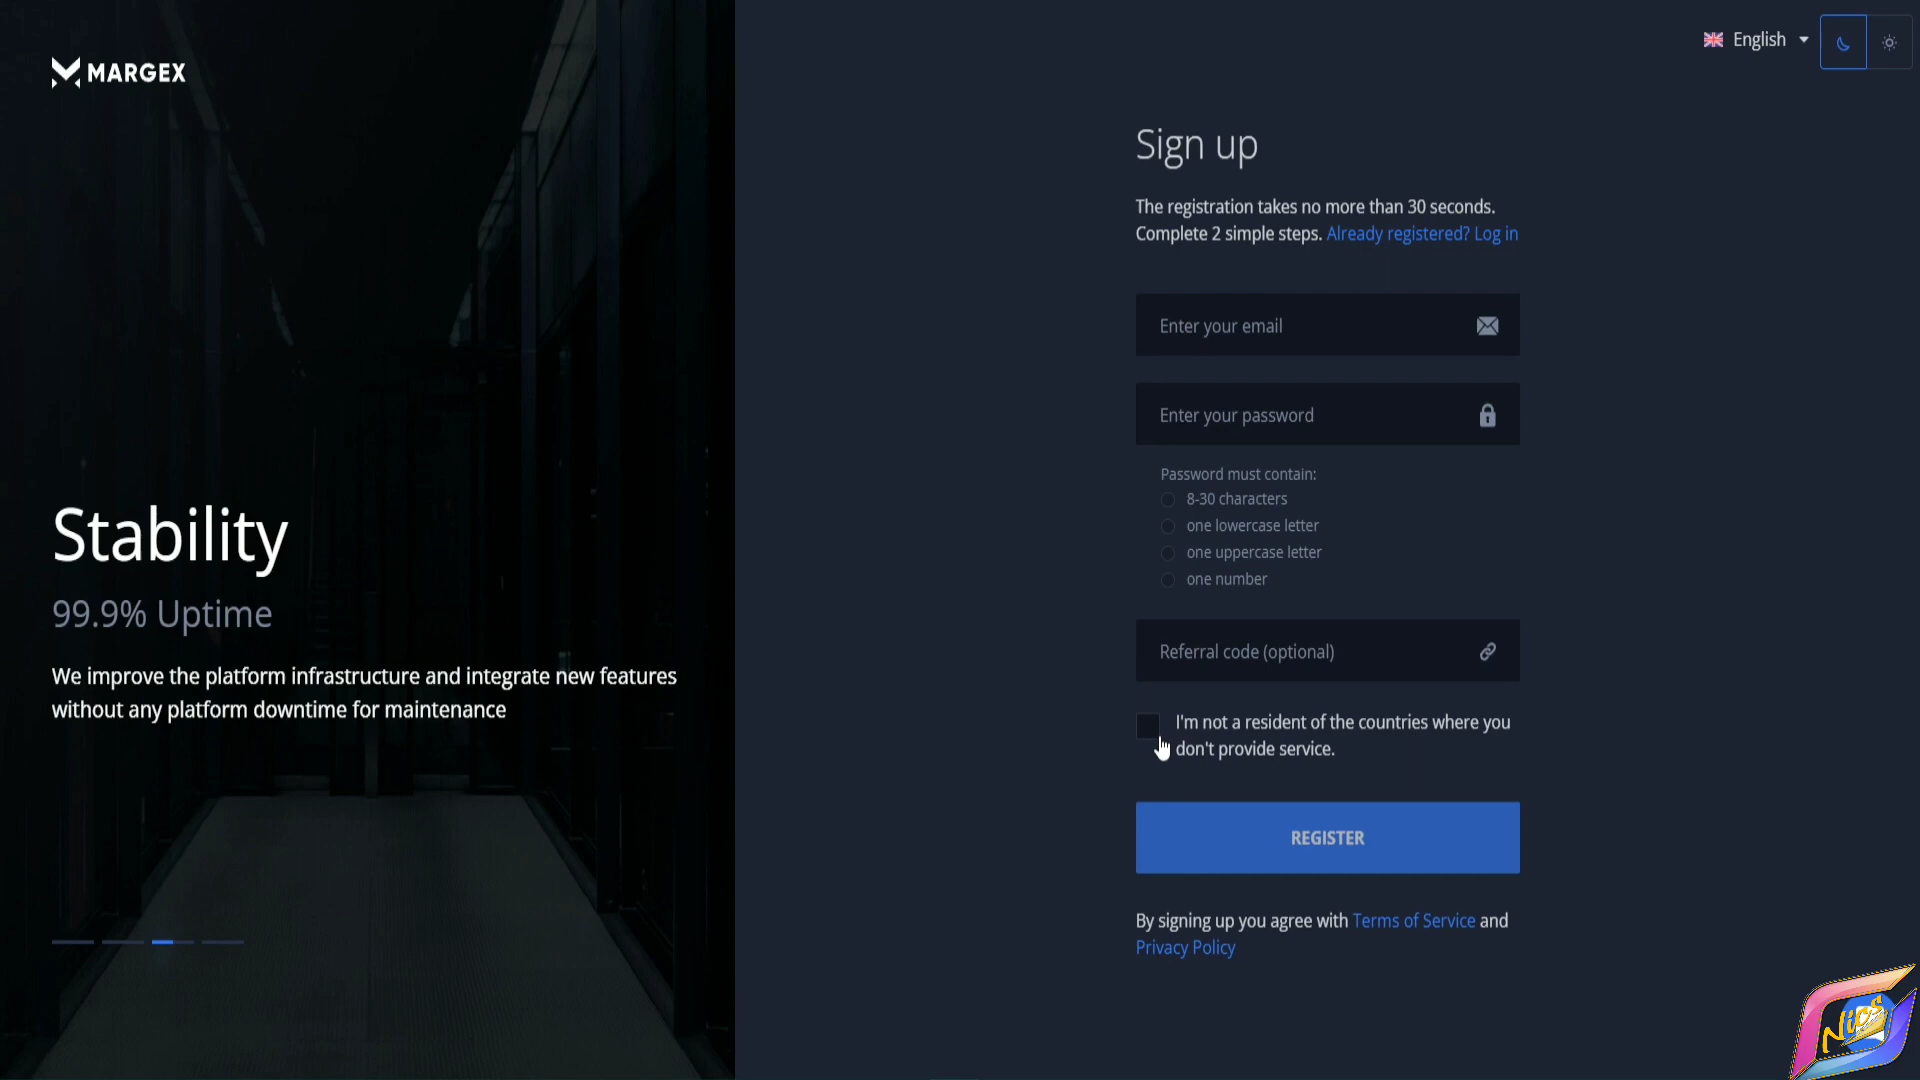 MARGEX
English
Sign up
The registration takes no more than 30 seconds.
Complete 2 simple steps. Already registered? Log in
Enter your email
Enter your password
Password must contain:
8-30 characters
one lowercase letter
one uppercase letter
one number
Referral code (optional)
I'm not a resident of the countries where you
don't provide service.
REGISTER
By signing up you agree with Terms of Service and
Privacy Policy
Stability
99.9% Uptime
We improve the platform infrastructure and integrate new features
without any platform downtime for maintenance
Nics